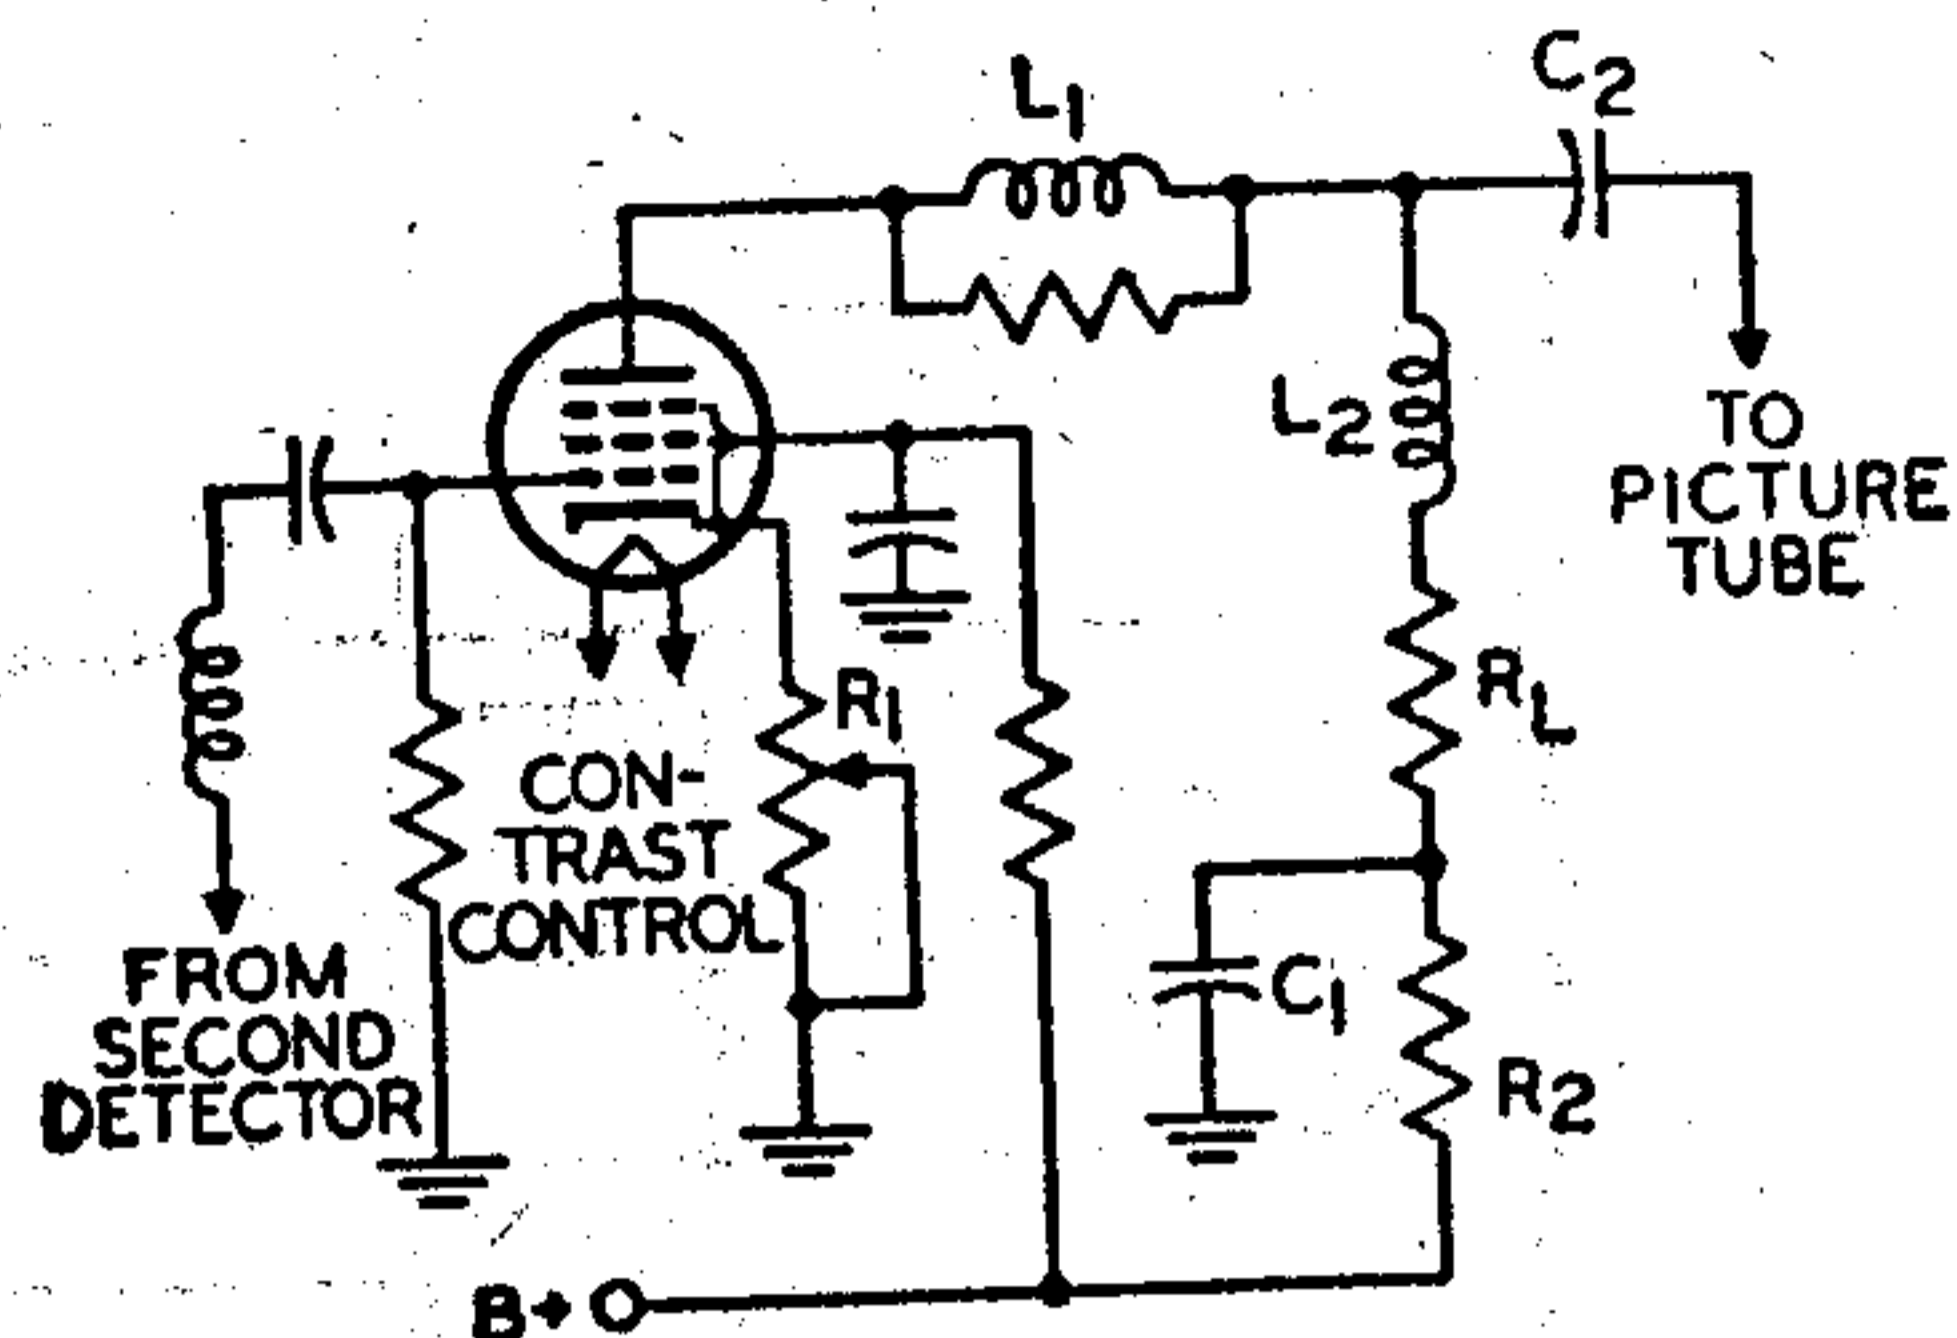 L1
C2
L2
TO
PICTURE
TUBE
R1
RL
CON-
TRAST
CONTROL
FROM
SECOND
DETECTOR
C1
R2
B+